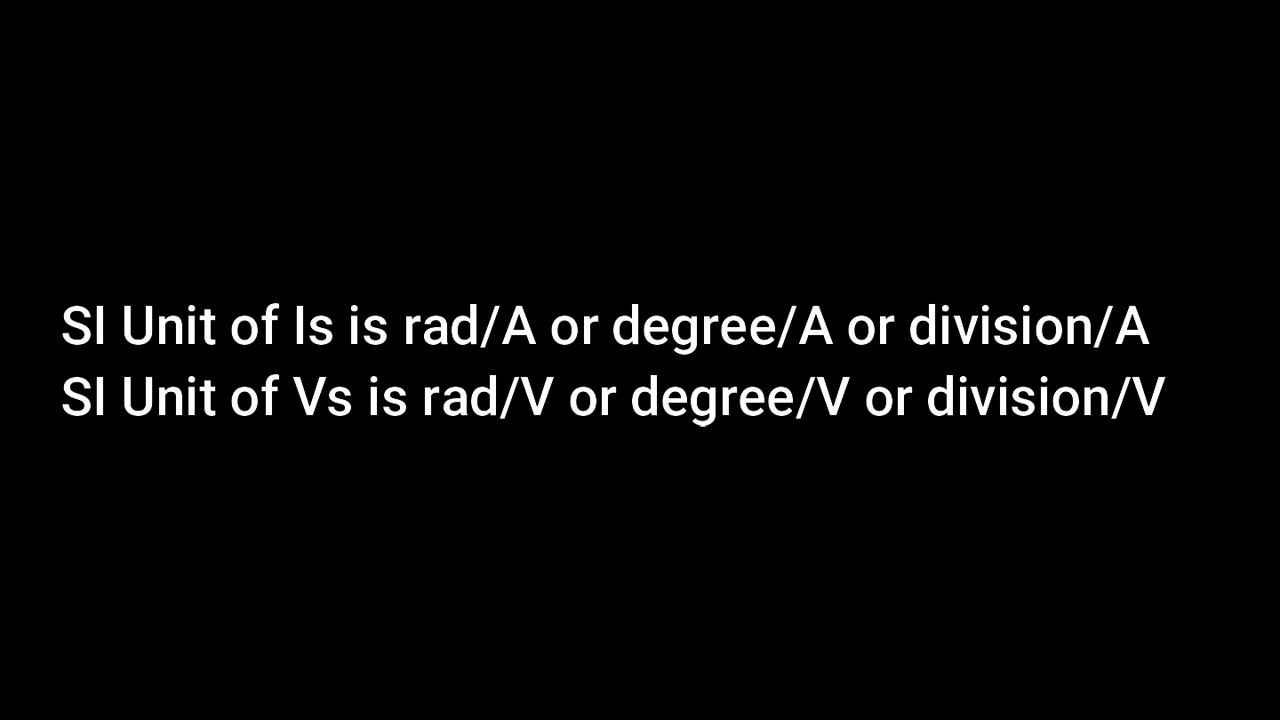 SI Unit of Is is rad/A or degree/A or division/A
SI Unit of Vs is rad/V or degree/V or division/V